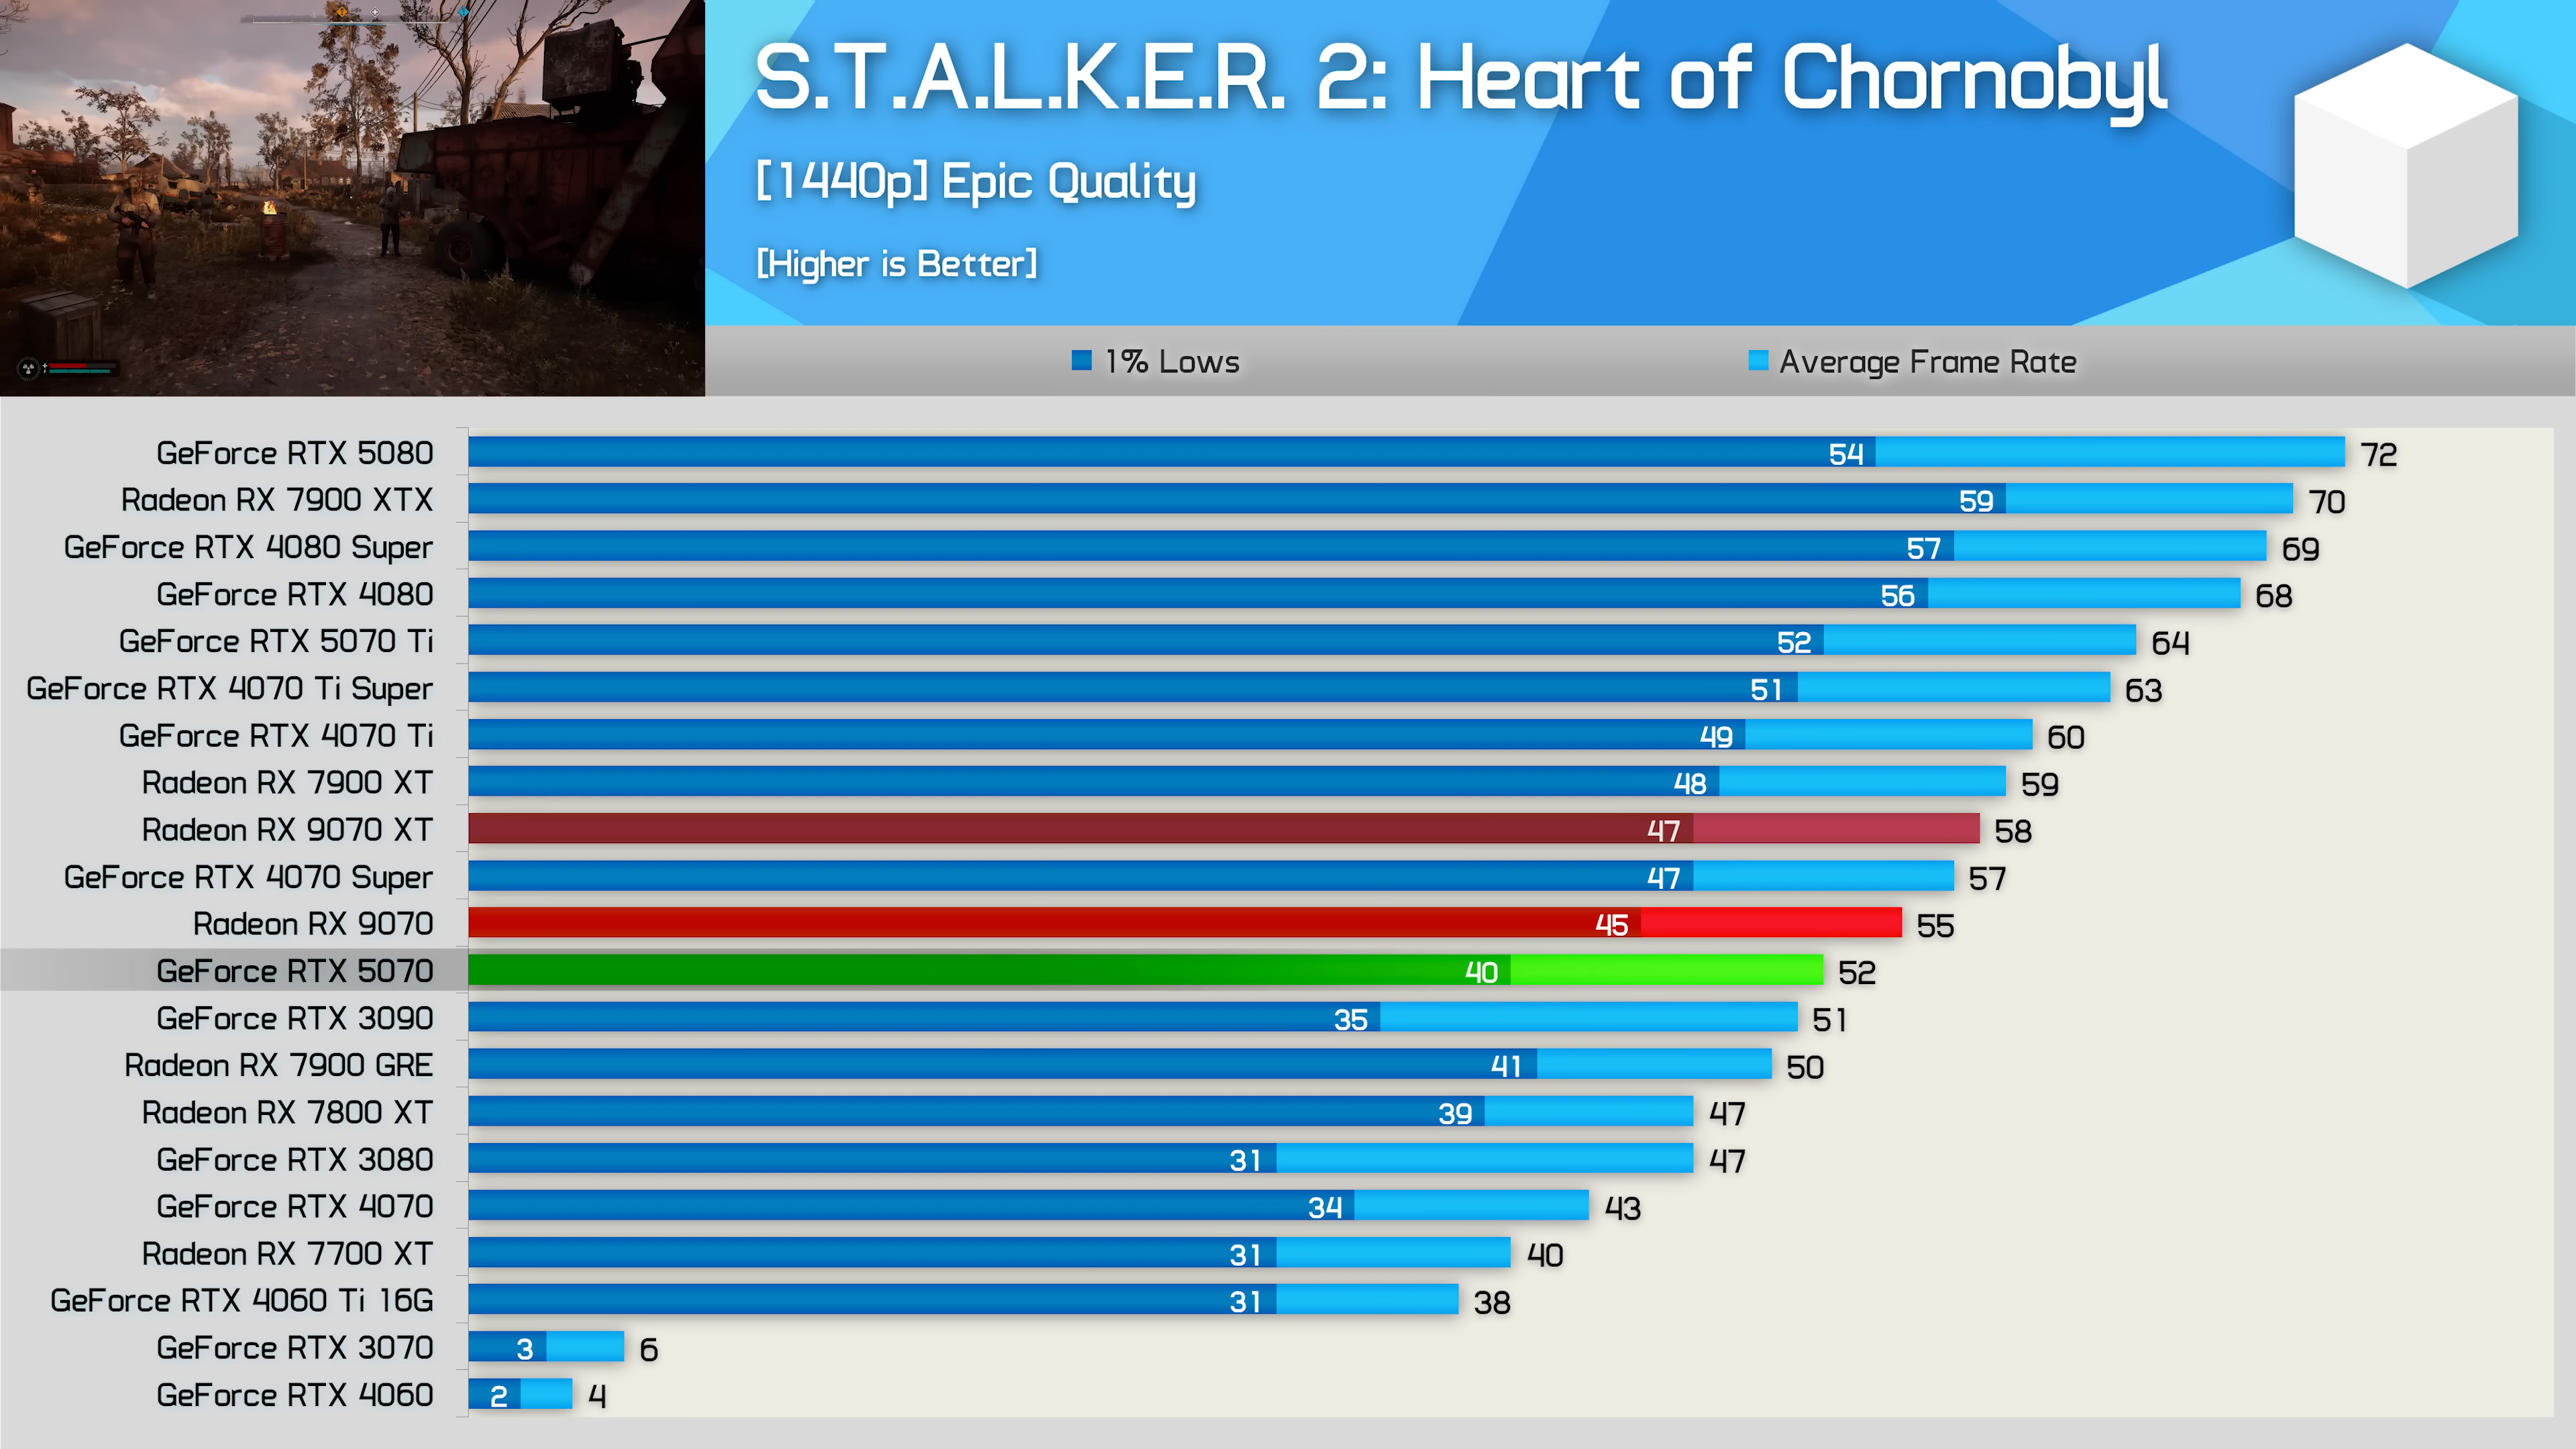 S.T.A.L.K.E.R. 2: Heart of Chornobyl
[1440p] Epic Quality
[Higher is Better]
1% Lows Average Frame Rate
GeForce RTX 5080 54 72
Radeon RX 7900 XTX 59 70
GeForce RTX 4080 Super 57 69
GeForce RTX 4080 56 68
GeForce RTX 5070 Ti 52 64
GeForce RTX 4070 Ti Super 51 63
GeForce RTX 4070 Ti 49 60
Radeon RX 7900 XT 48 59
Radeon RX 9070 XT 47 58
GeForce RTX 4070 Super 47 57
Radeon RX 9070 45 55
GeForce RTX 5070 40 52
GeForce RTX 3090 35 51
Radeon RX 7900 GRE 41 50
Radeon RX 7800 XT 39 47
GeForce RTX 3080 31 47
GeForce RTX 4070 34 43
Radeon RX 7700 XT 31 40
GeForce RTX 4060 Ti 16G 31 38
GeForce RTX 3070 3 6
GeForce RTX 4060 2 4